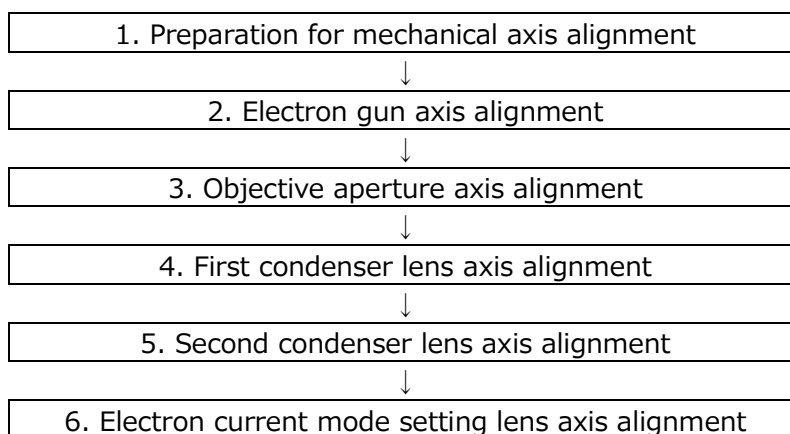 1. Preparation for mechanical axis alignment
↓
2. Electron gun axis alignment
↓
3. Objective aperture axis alignment
↓
4. First condenser lens axis alignment
↓
5. Second condenser lens axis alignment
↓
6. Electron current mode setting lens axis alignment